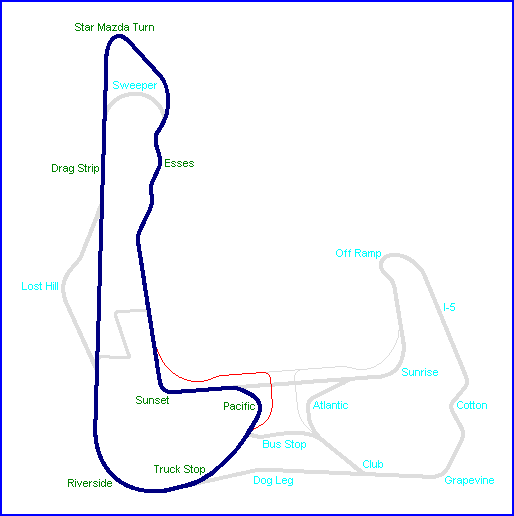 Star Mazda Turn
Sweeper
Esses
Drag Strip
Off Ramp
Lost Hill
I-5
Sunrise
Sunset
Pacific
Atlantic
Cotton
Bus Stop
Truck Stop
Club
Riverside
Dog Leg
Grapevine